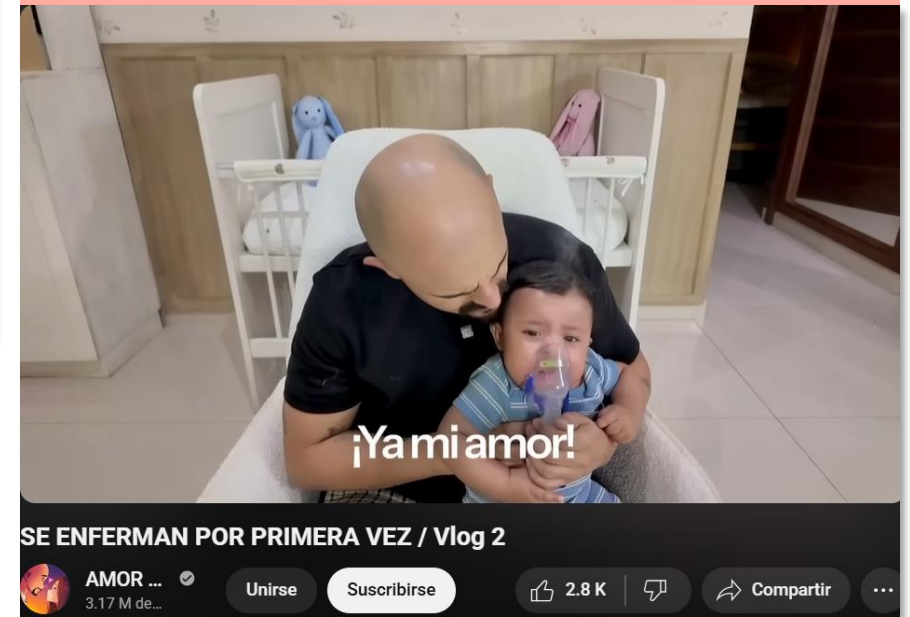 ¡Ya mi amor!
SE ENFERMAN POR PRIMERA VEZ / Vlog 2
AMOR ...
3.17 M de...
Unirse
Suscribirse
2.8 K
Compartir
...